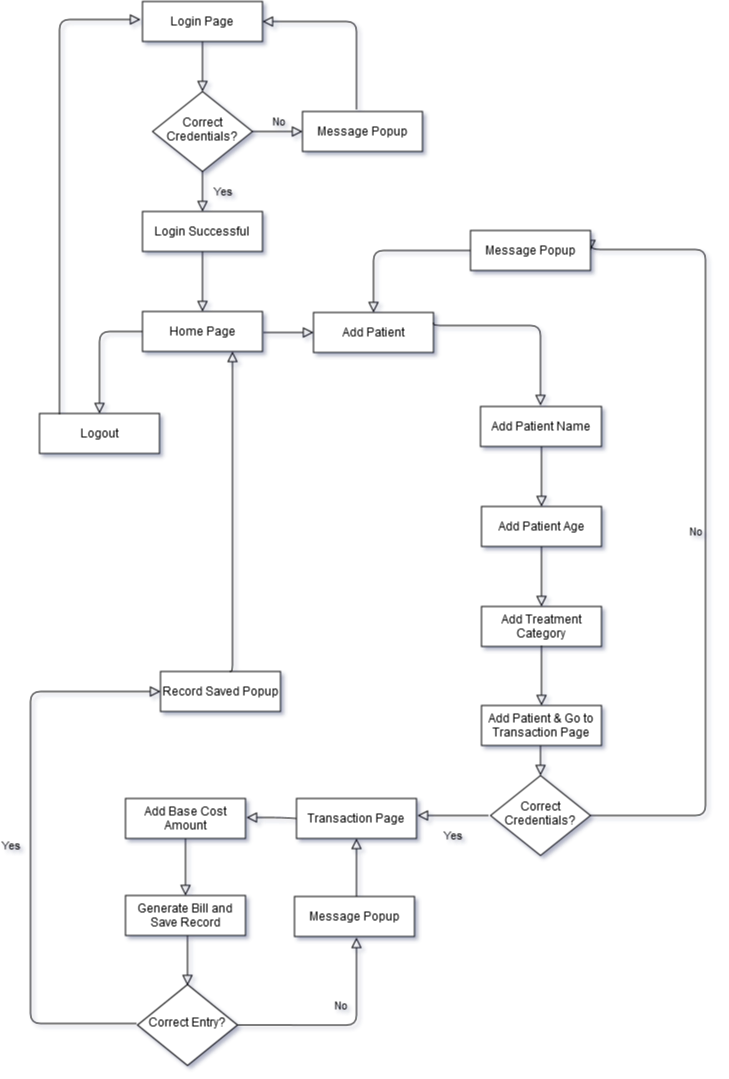 Login Page
Correct
Credentials?
No
Message Popup
Yes
Login Successful
Message Popup
Home Page
Add Patient
Logout
Add Patient Name
Add Patient Age
No
Add Treatment
Category
Record Saved Popup
Add Patient & Go to
Transaction Page
Add Base Cost
Amount
Transaction Page
Correct
Credentials?
Yes
Yes
Generate Bill and
Save Record
Message Popup
No
Correct Entry?